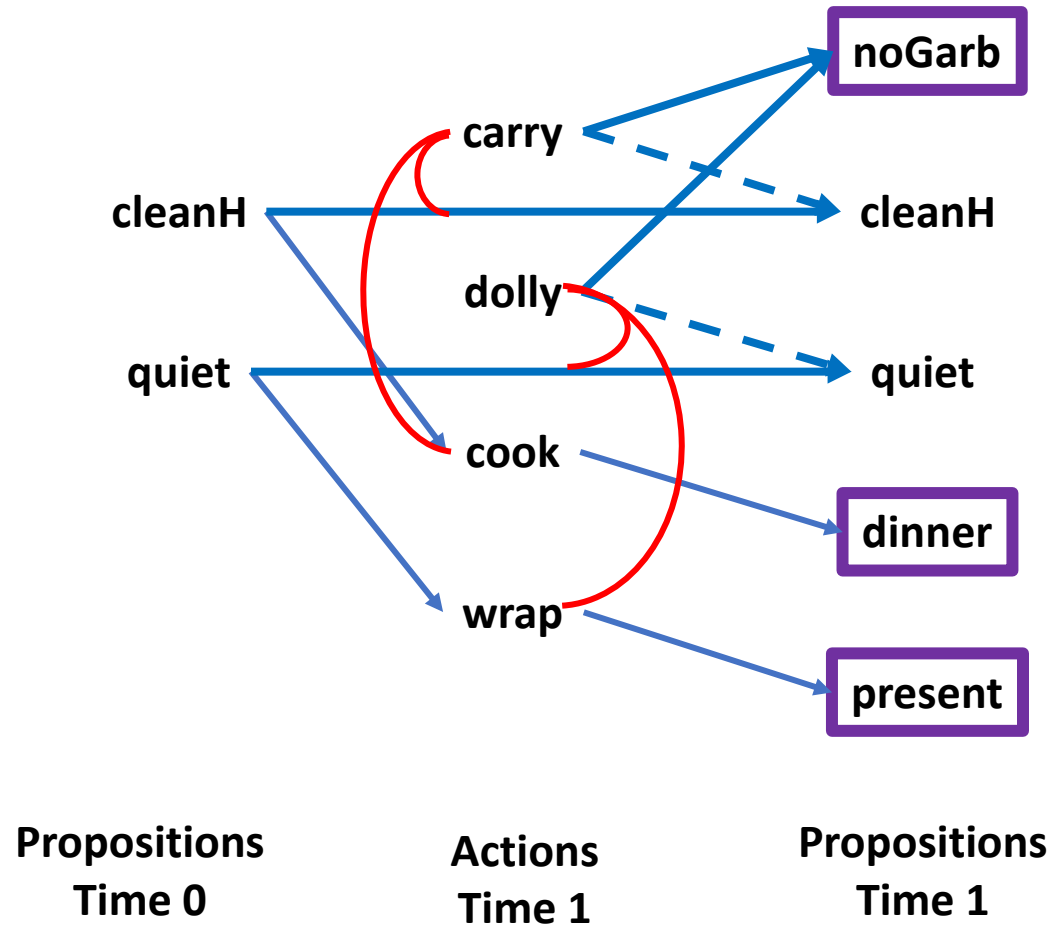 noGarb
carry
cleanH
cleanH
dolly
quiet
quiet
cook
dinner
wrap
present
Propositions
Time 0
Actions
Time 1
Propositions
Time 1